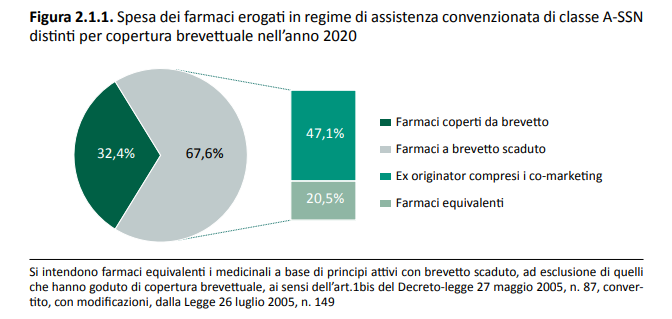 Figura 2.1.1. Spesa dei farmaci erogati in regime di assistenza convenzionata di classe A-SSN
distinti per copertura brevettuale nell'anno 2020
32,4%
67,6%
47,1%
20,5%
Farmaci coperti da brevetto
Farmaci a brevetto scaduto
Ex originator compresi i co-marketing
Farmaci equivalenti
Si intendono farmaci equivalenti i medicinali a base di principi attivi con brevetto scaduto, ad esclusione di quelli
che hanno goduto di copertura brevettuale, ai sensi dell'art.1bis del Decreto-legge 27 maggio 2005, n. 87, conver-
tito, con modificazioni, dalla Legge 26 luglio 2005, n. 149